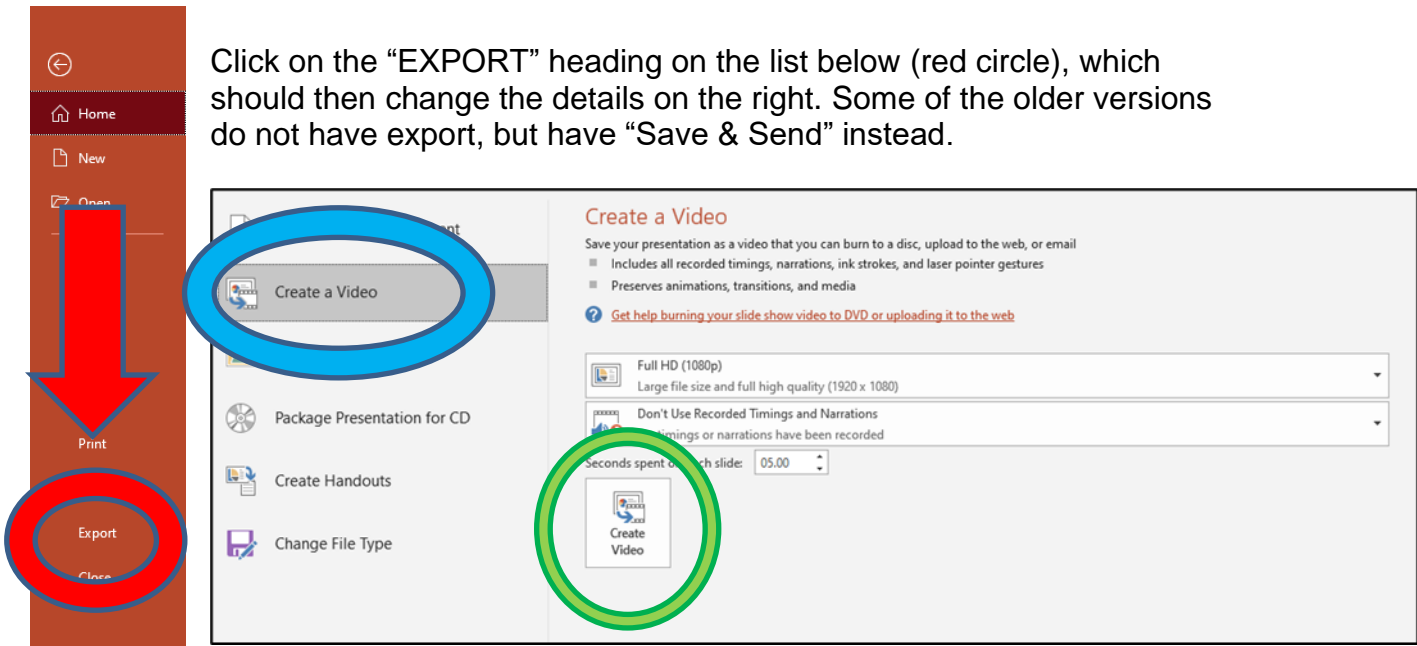 Click on the “EXPORT” heading on the list below (red circle), which
should then change the details on the right. Some of the older versions
do not have export, but have “Save & Send” instead.
Home
New
Open
Print
Export
Close
Create a Video
Package Presentation for CD
Create Handouts
Change File Type
Create a Video
Save your presentation as a video that you can burn to a disc, upload to the web, or email
Includes all recorded timings, narrations, ink strokes, and laser pointer gestures
Preserves animations, transitions, and media
Get help burning your slide show video to DVD or uploading it to the web
Full HD (1080p)
Large file size and full high quality (1920 x 1080)
Don't Use Recorded Timings and Narrations
timings or narrations have been recorded
Seconds spent slide: 05.00
Create
Video